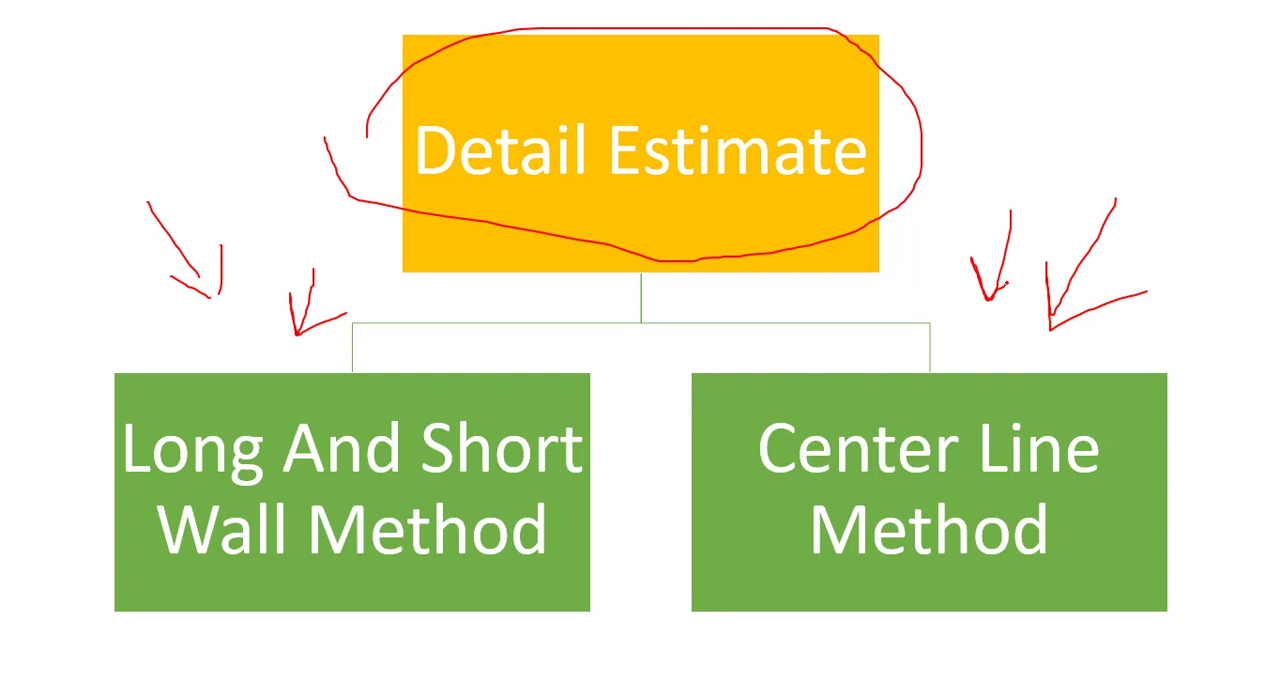 Detail Estimate
Long And Short
Wall Method
Center Line
Method